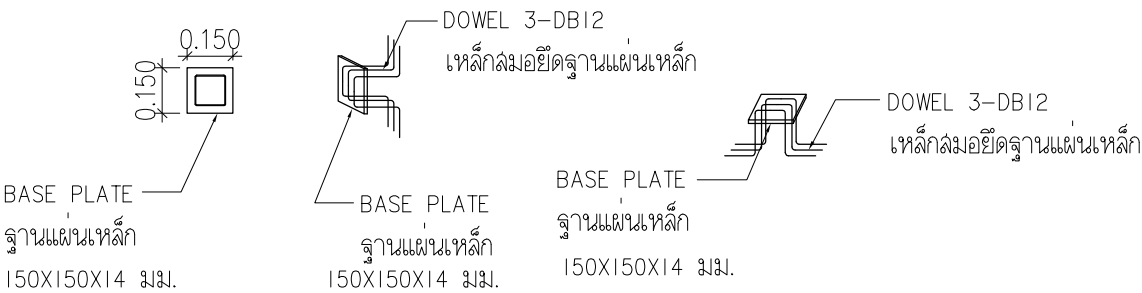 0.150
0.150
BASE PLATE
ฐานแผ่นเหล็ก
150X150X14 มม.
DOWEL 3-DB12
เหล็กสมอยึดฐานแผ่นเหล็ก
BASE PLATE
ฐานแผ่นเหล็ก
150X150X14 มม.
DOWEL 3-DB12
เหล็กสมอยึดฐานแผ่นเหล็ก
BASE PLATE
ฐานแผ่นเหล็ก
150X150X14 มม.